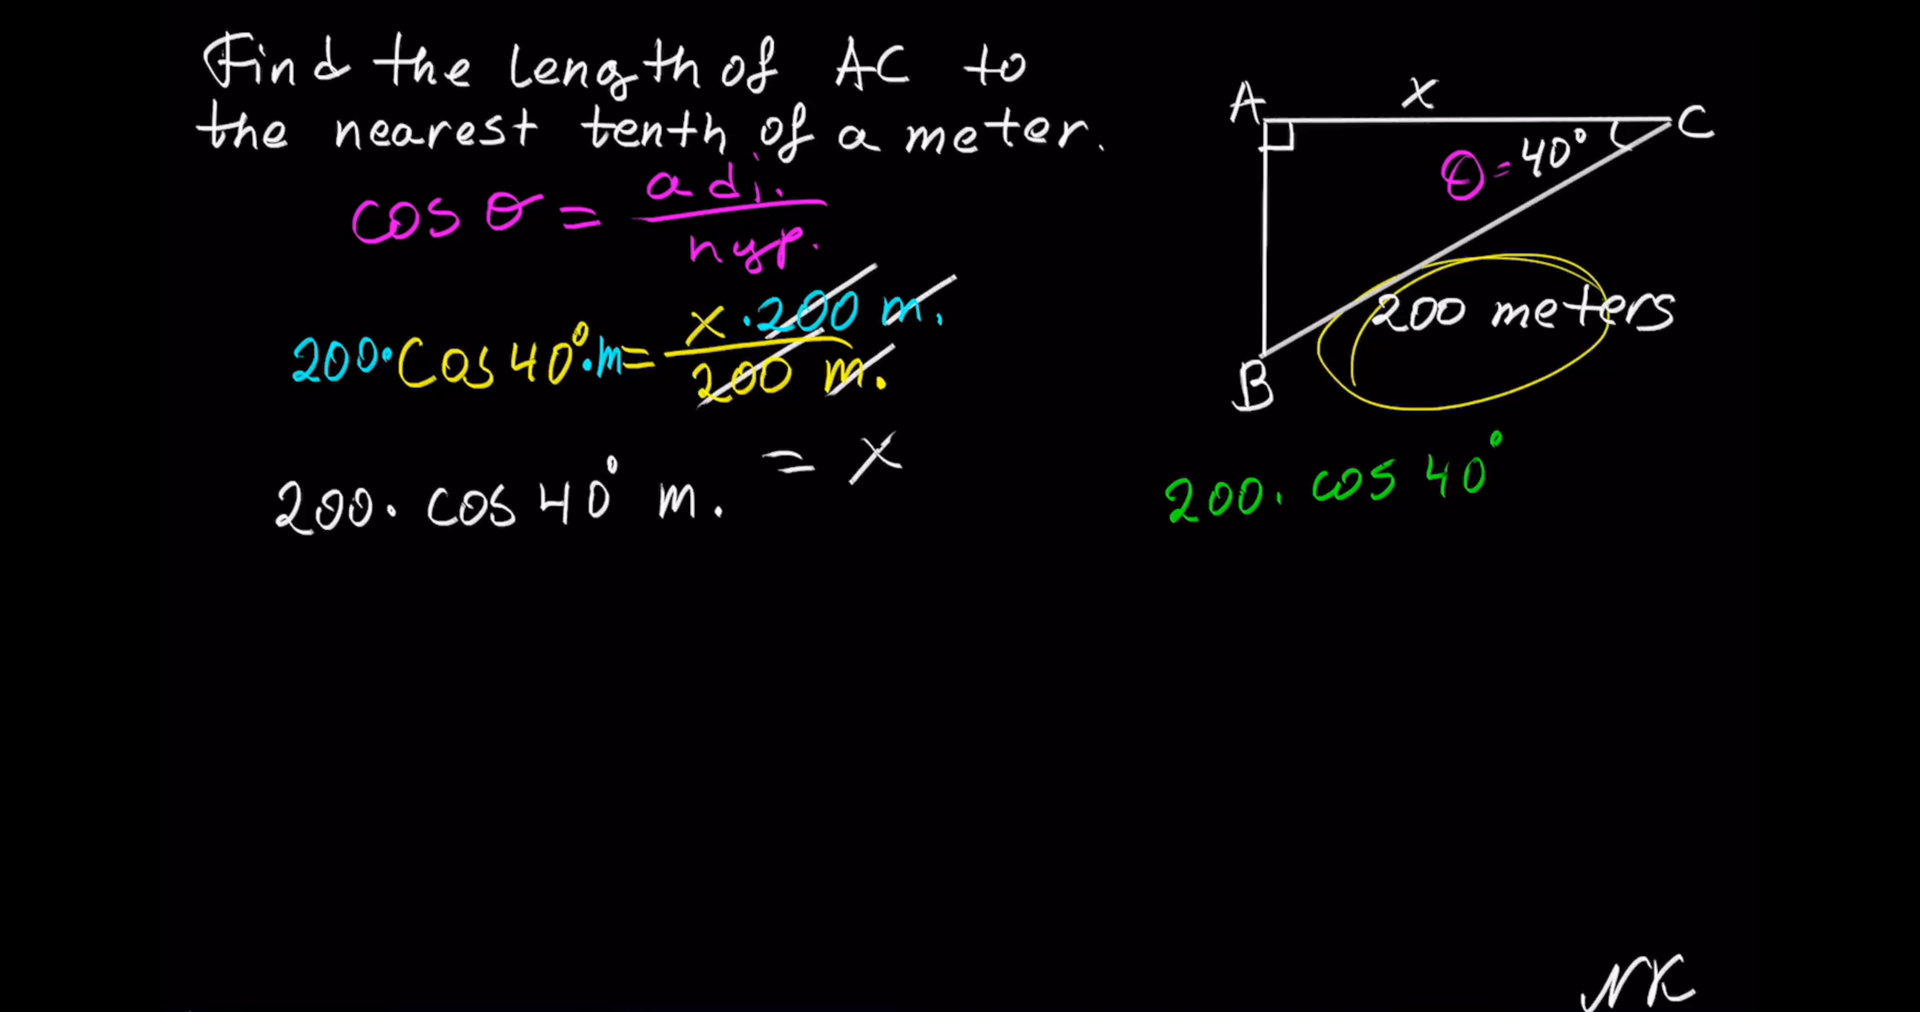 Find the length of AC to
the nearest tenth of a meter.
cos θ = adj. / hyp.
200 · Cos 40° · m = x · 200 m. / 200 m.
200 · cos 40° m. = x
A x C
θ = 40°
200 meters
B
200 · cos 40°
NK